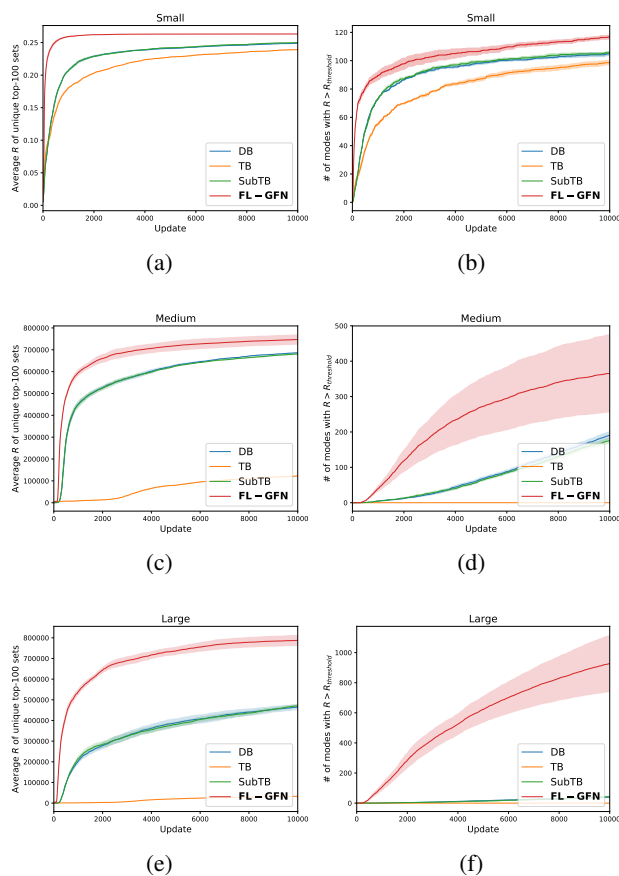 Small
Average R of unique top-100 sets
0.25
0.20
0.15
0.10
0.05
0.00
DB
TB
SubTB
FL − GFN
0 2000 4000 6000 8000 10000
Update
(a)
Small
# of modes with R > R_threshold
120
100
80
60
40
20
0
DB
TB
SubTB
FL − GFN
0 2000 4000 6000 8000 10000
Update
(b)
Medium
Average R of unique top-100 sets
800000
700000
600000
500000
400000
300000
200000
100000
0
DB
TB
SubTB
FL − GFN
0 2000 4000 6000 8000 10000
Update
(c)
Medium
# of modes with R > R_threshold
500
400
300
200
100
0
DB
TB
SubTB
FL − GFN
0 2000 4000 6000 8000 10000
Update
(d)
Large
Average R of unique top-100 sets
800000
700000
600000
500000
400000
300000
200000
100000
0
DB
TB
SubTB
FL − GFN
0 2000 4000 6000 8000 10000
Update
(e)
Large
# of modes with R > R_threshold
1000
800
600
400
200
0
DB
TB
SubTB
FL − GFN
0 2000 4000 6000 8000 10000
Update
(f)